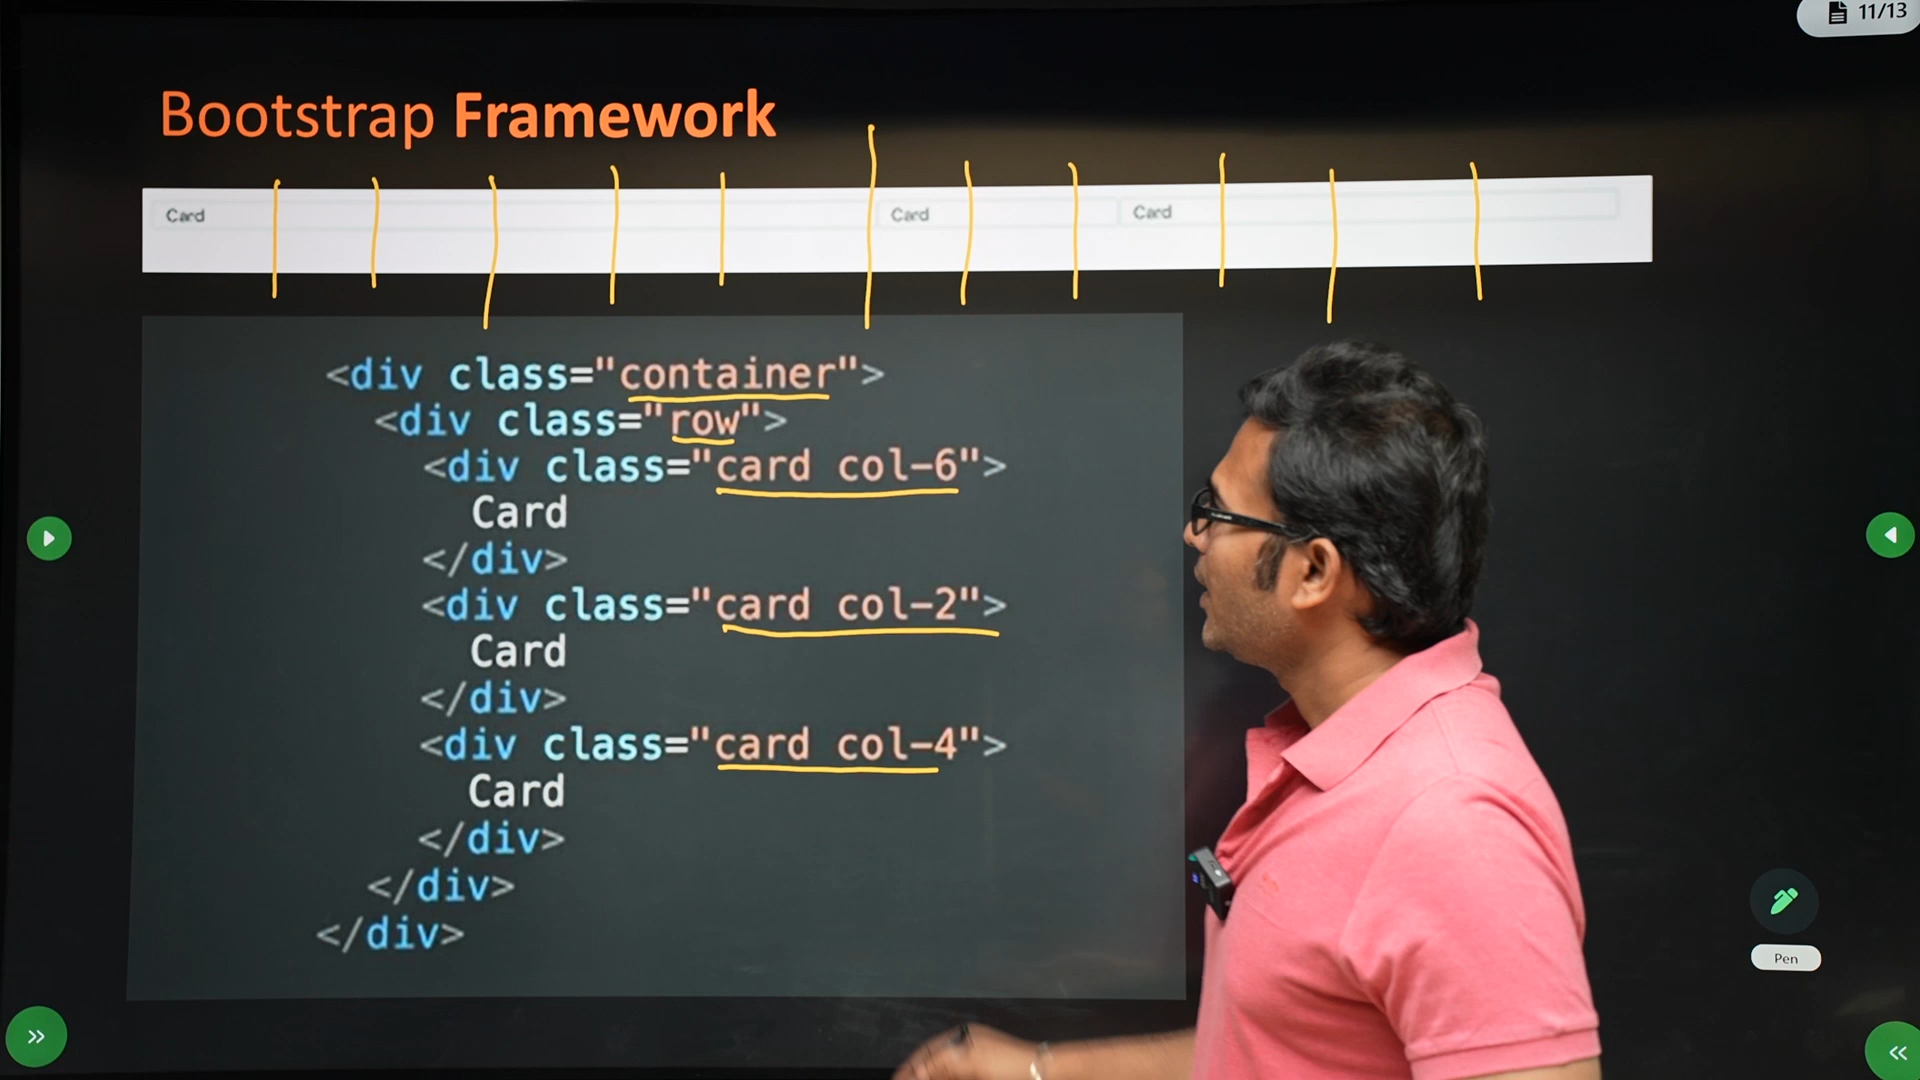 11/13
Bootstrap Framework
Card Card Card
<div class="container">
<div class="row">
<div class="card col-6">
Card
</div>
<div class="card col-2">
Card
</div>
<div class="card col-4">
Card
</div>
</div>
</div>
Pen